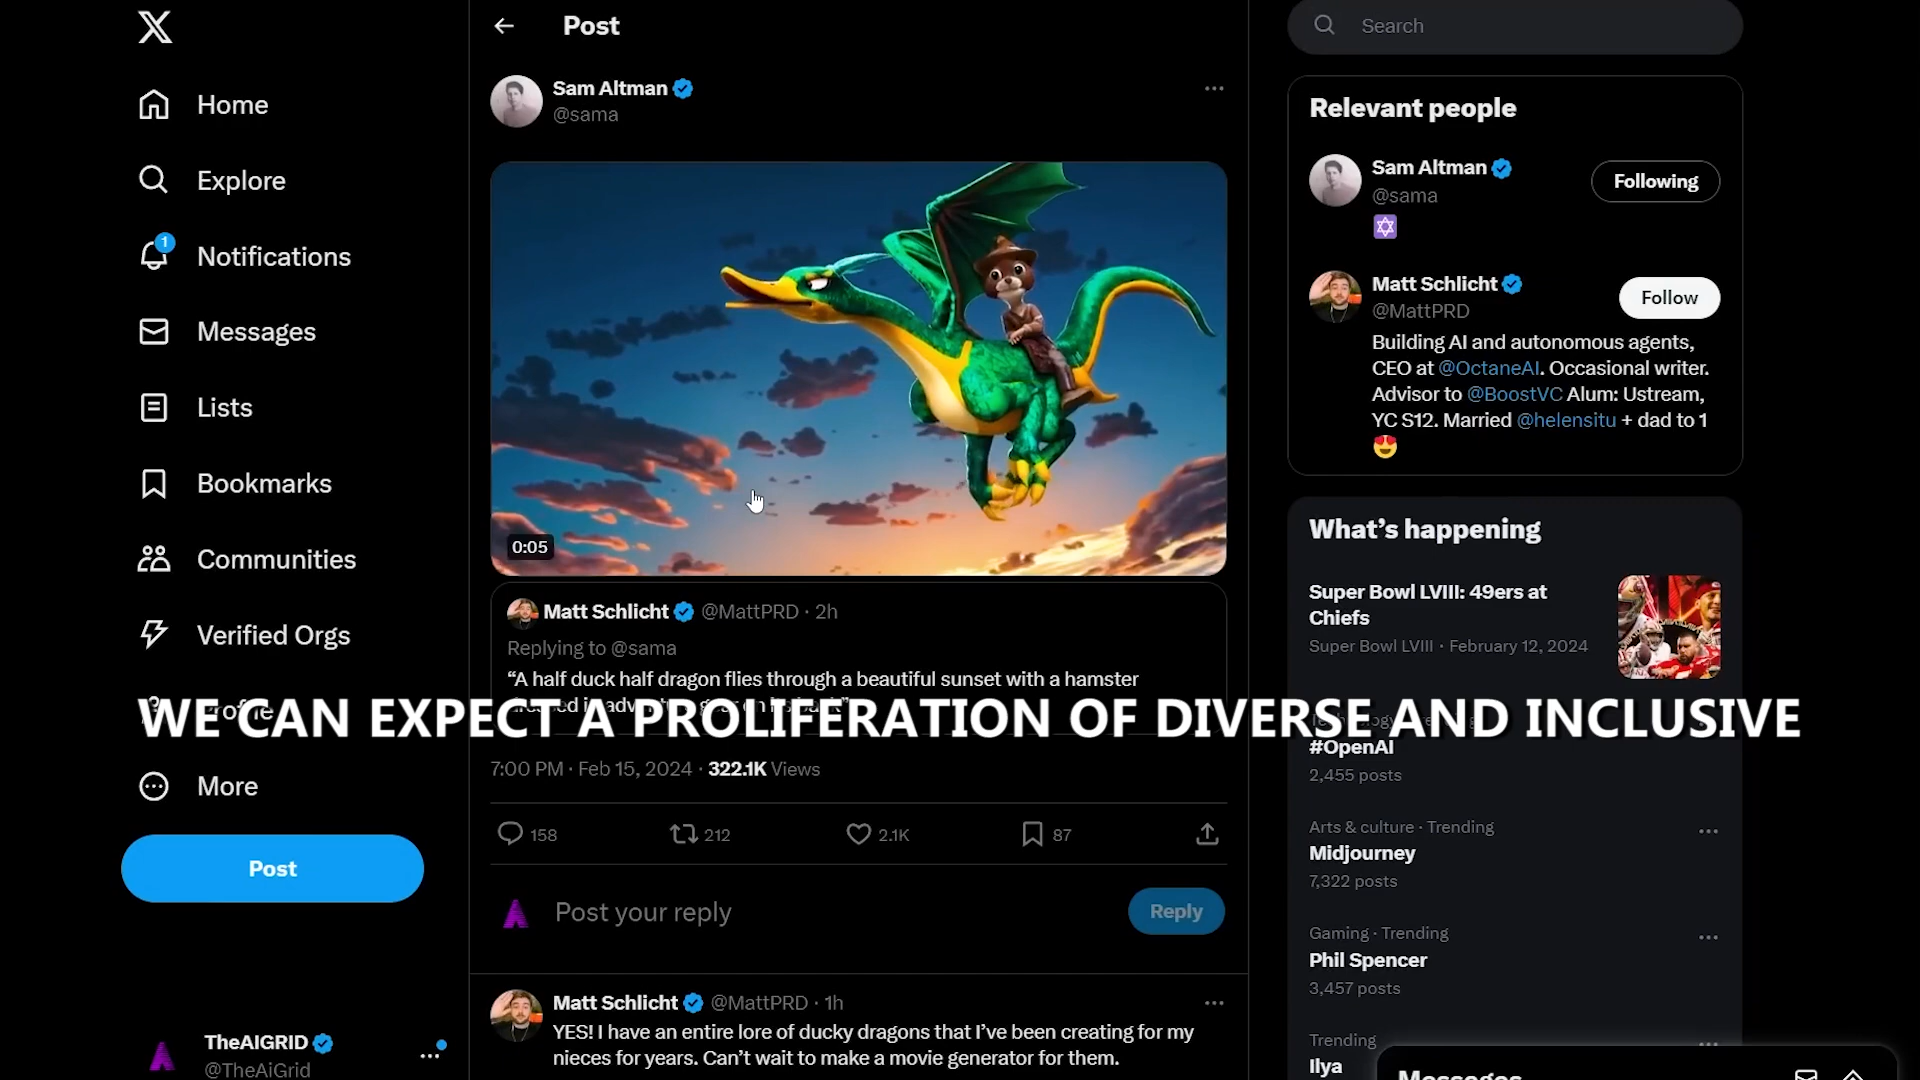 Home
Explore
1
Notifications
Messages
Lists
Bookmarks
Communities
Verified Orgs
Profile
More
Post
TheAIGRID
@TheAiGrid
Post
Sam Altman
@sama
0:05
Matt Schlicht @MattPRD · 2h
Replying to @sama
“A half duck half dragon flies through a beautiful sunset with a hamster
WE CAN EXPECT A PROLIFERATION OF DIVERSE AND INCLUSIVE
7:00 PM · Feb 15, 2024 · 322.1K Views
158
212
2.1K
87
Post your reply
Reply
Matt Schlicht @MattPRD · 1h
YES! I have an entire lore of ducky dragons that I’ve been creating for my
nieces for years. Can’t wait to make a movie generator for them.
Search
Relevant people
Sam Altman
@sama
Following
Matt Schlicht
@MattPRD
Follow
Building AI and autonomous agents,
CEO at @OctaneAI. Occasional writer.
Advisor to @BoostVC Alum: Ustream,
YC S12. Married @helensitu + dad to 1
What’s happening
Super Bowl LVIII: 49ers at
Chiefs
Super Bowl LVIII · February 12, 2024
#OpenAI
2,455 posts
Arts & culture · Trending
Midjourney
7,322 posts
Gaming · Trending
Phil Spencer
3,457 posts
Trending
Ilya
Messages